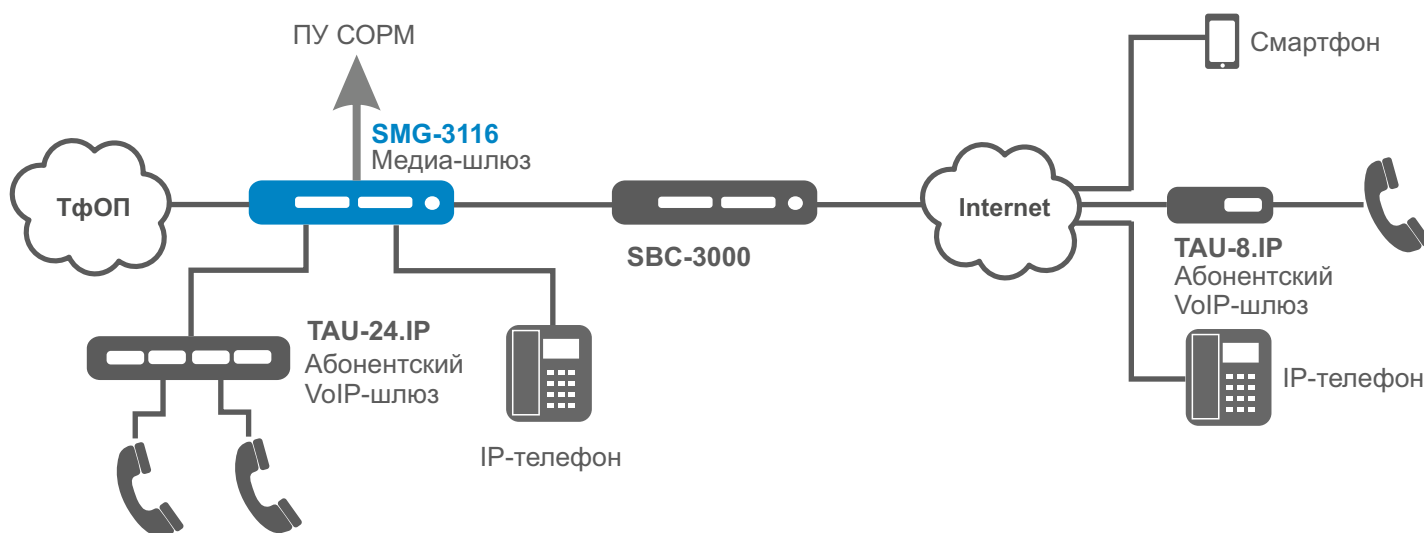 ПУ СОРМ
Смартфон
SMG-3116
Медиа-шлюз
ТфОП
Internet
SBC-3000
TAU-8.IP
Абонентский
VoIP-шлюз
TAU-24.IP
Абонентский
VoIP-шлюз
IP-телефон
IP-телефон